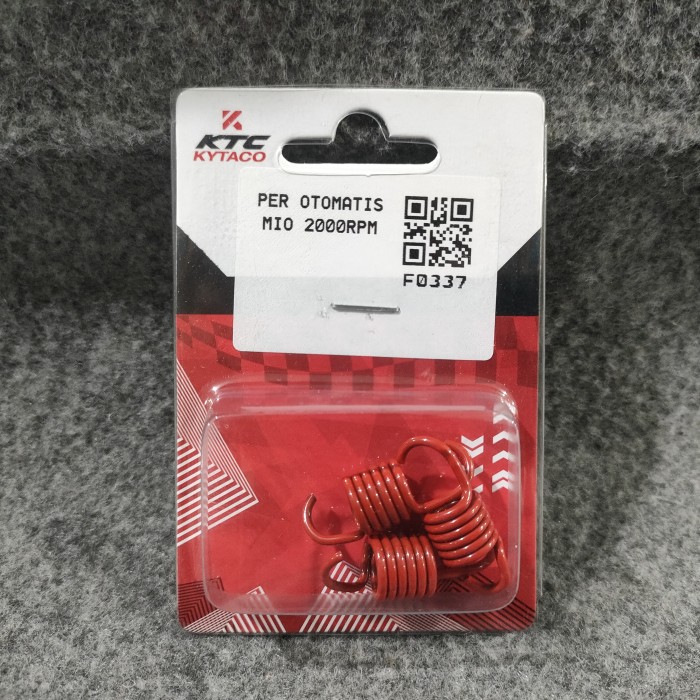 KTC
KYTACO
PER OTOMATIS
MIO 2000RPM
F0337